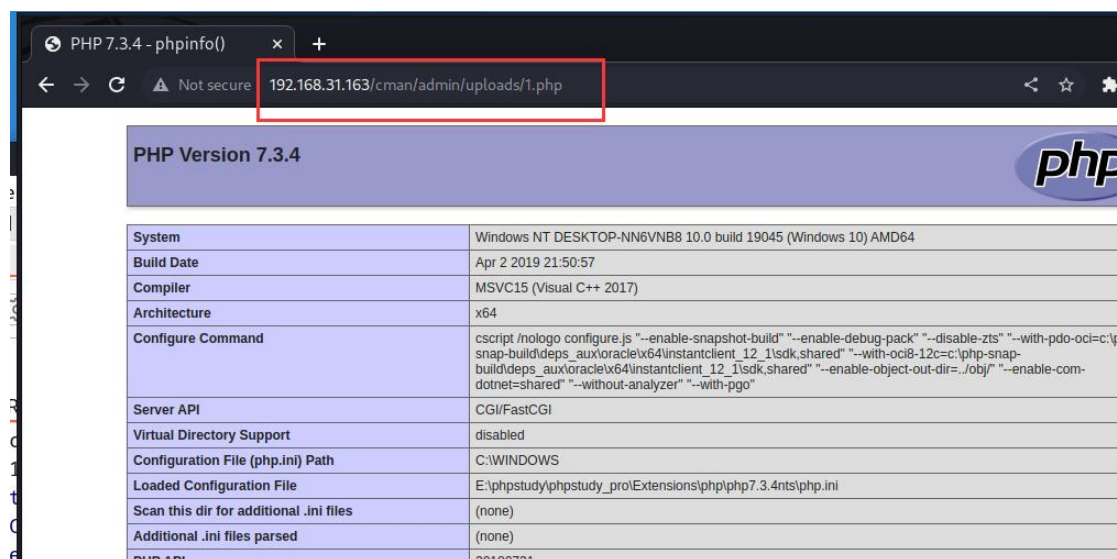 PHP 7.3.4 - phpinfo()
Not secure 192.168.31.163/cman/admin/uploads/1.php
PHP Version 7.3.4
php
System Windows NT DESKTOP-NN6VNB8 10.0 build 19045 (Windows 10) AMD64
Build Date Apr 2 2019 21:50:57
Compiler MSVC15 (Visual C++ 2017)
Architecture x64
Configure Command cscript /nologo configure.js "--enable-snapshot-build" "--enable-debug-pack" "--disable-zts" "--with-pdo-oci=c:\p
snap-build\deps_aux\oracle\x64\instantclient_12_1\sdk,shared" "--with-oci8-12c=c:\php-snap-
build\deps_aux\oracle\x64\instantclient_12_1\sdk,shared" "--enable-object-out-dir=../obj/" "--enable-com-
dotnet=shared" "--without-analyzer" "--with-pgo"
Server API CGI/FastCGI
Virtual Directory Support disabled
Configuration File (php.ini) Path C:\WINDOWS
Loaded Configuration File E:\phpstudy\phpstudy_pro\Extensions\php\php7.3.4nts\php.ini
Scan this dir for additional .ini files (none)
Additional .ini files parsed (none)